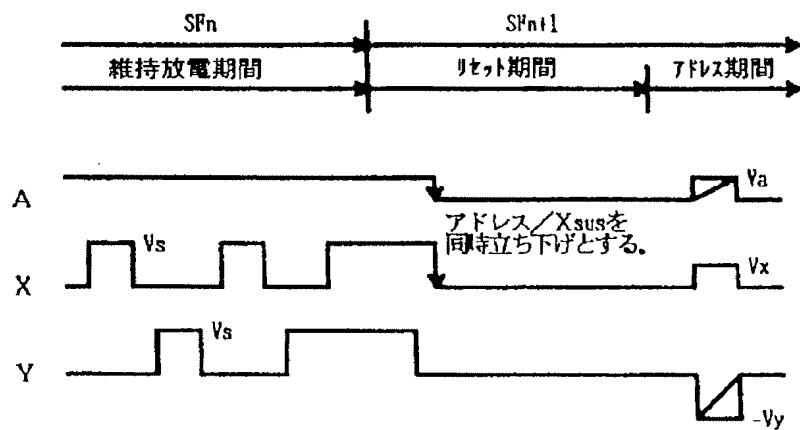 SFn SFn+1
維持放電期間 リセット期間 アドレス期間
A Va
アドレス／Xsusを
同時立ち下げとする。
X Vs Vx
Y Vs
-Vy